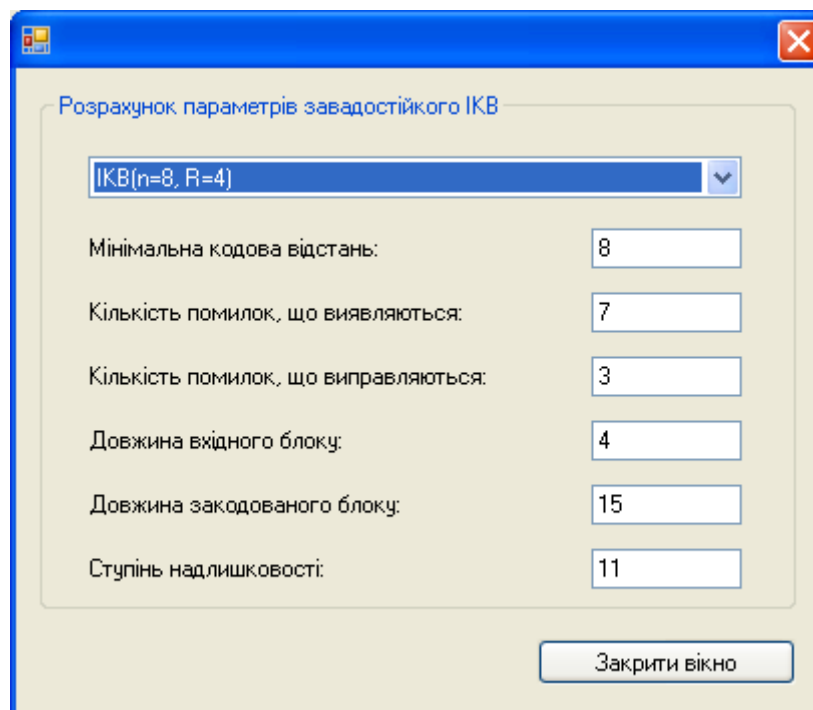 Розрахунок параметрів завадостійкого ІКВ
ІКВ(n=8, R=4)
Мінімальна кодова відстань: 8
Кількість помилок, що виявляються: 7
Кількість помилок, що виправляються: 3
Довжина вхідного блоку: 4
Довжина закодованого блоку: 15
Ступінь надлишковості: 11
Закрити вікно